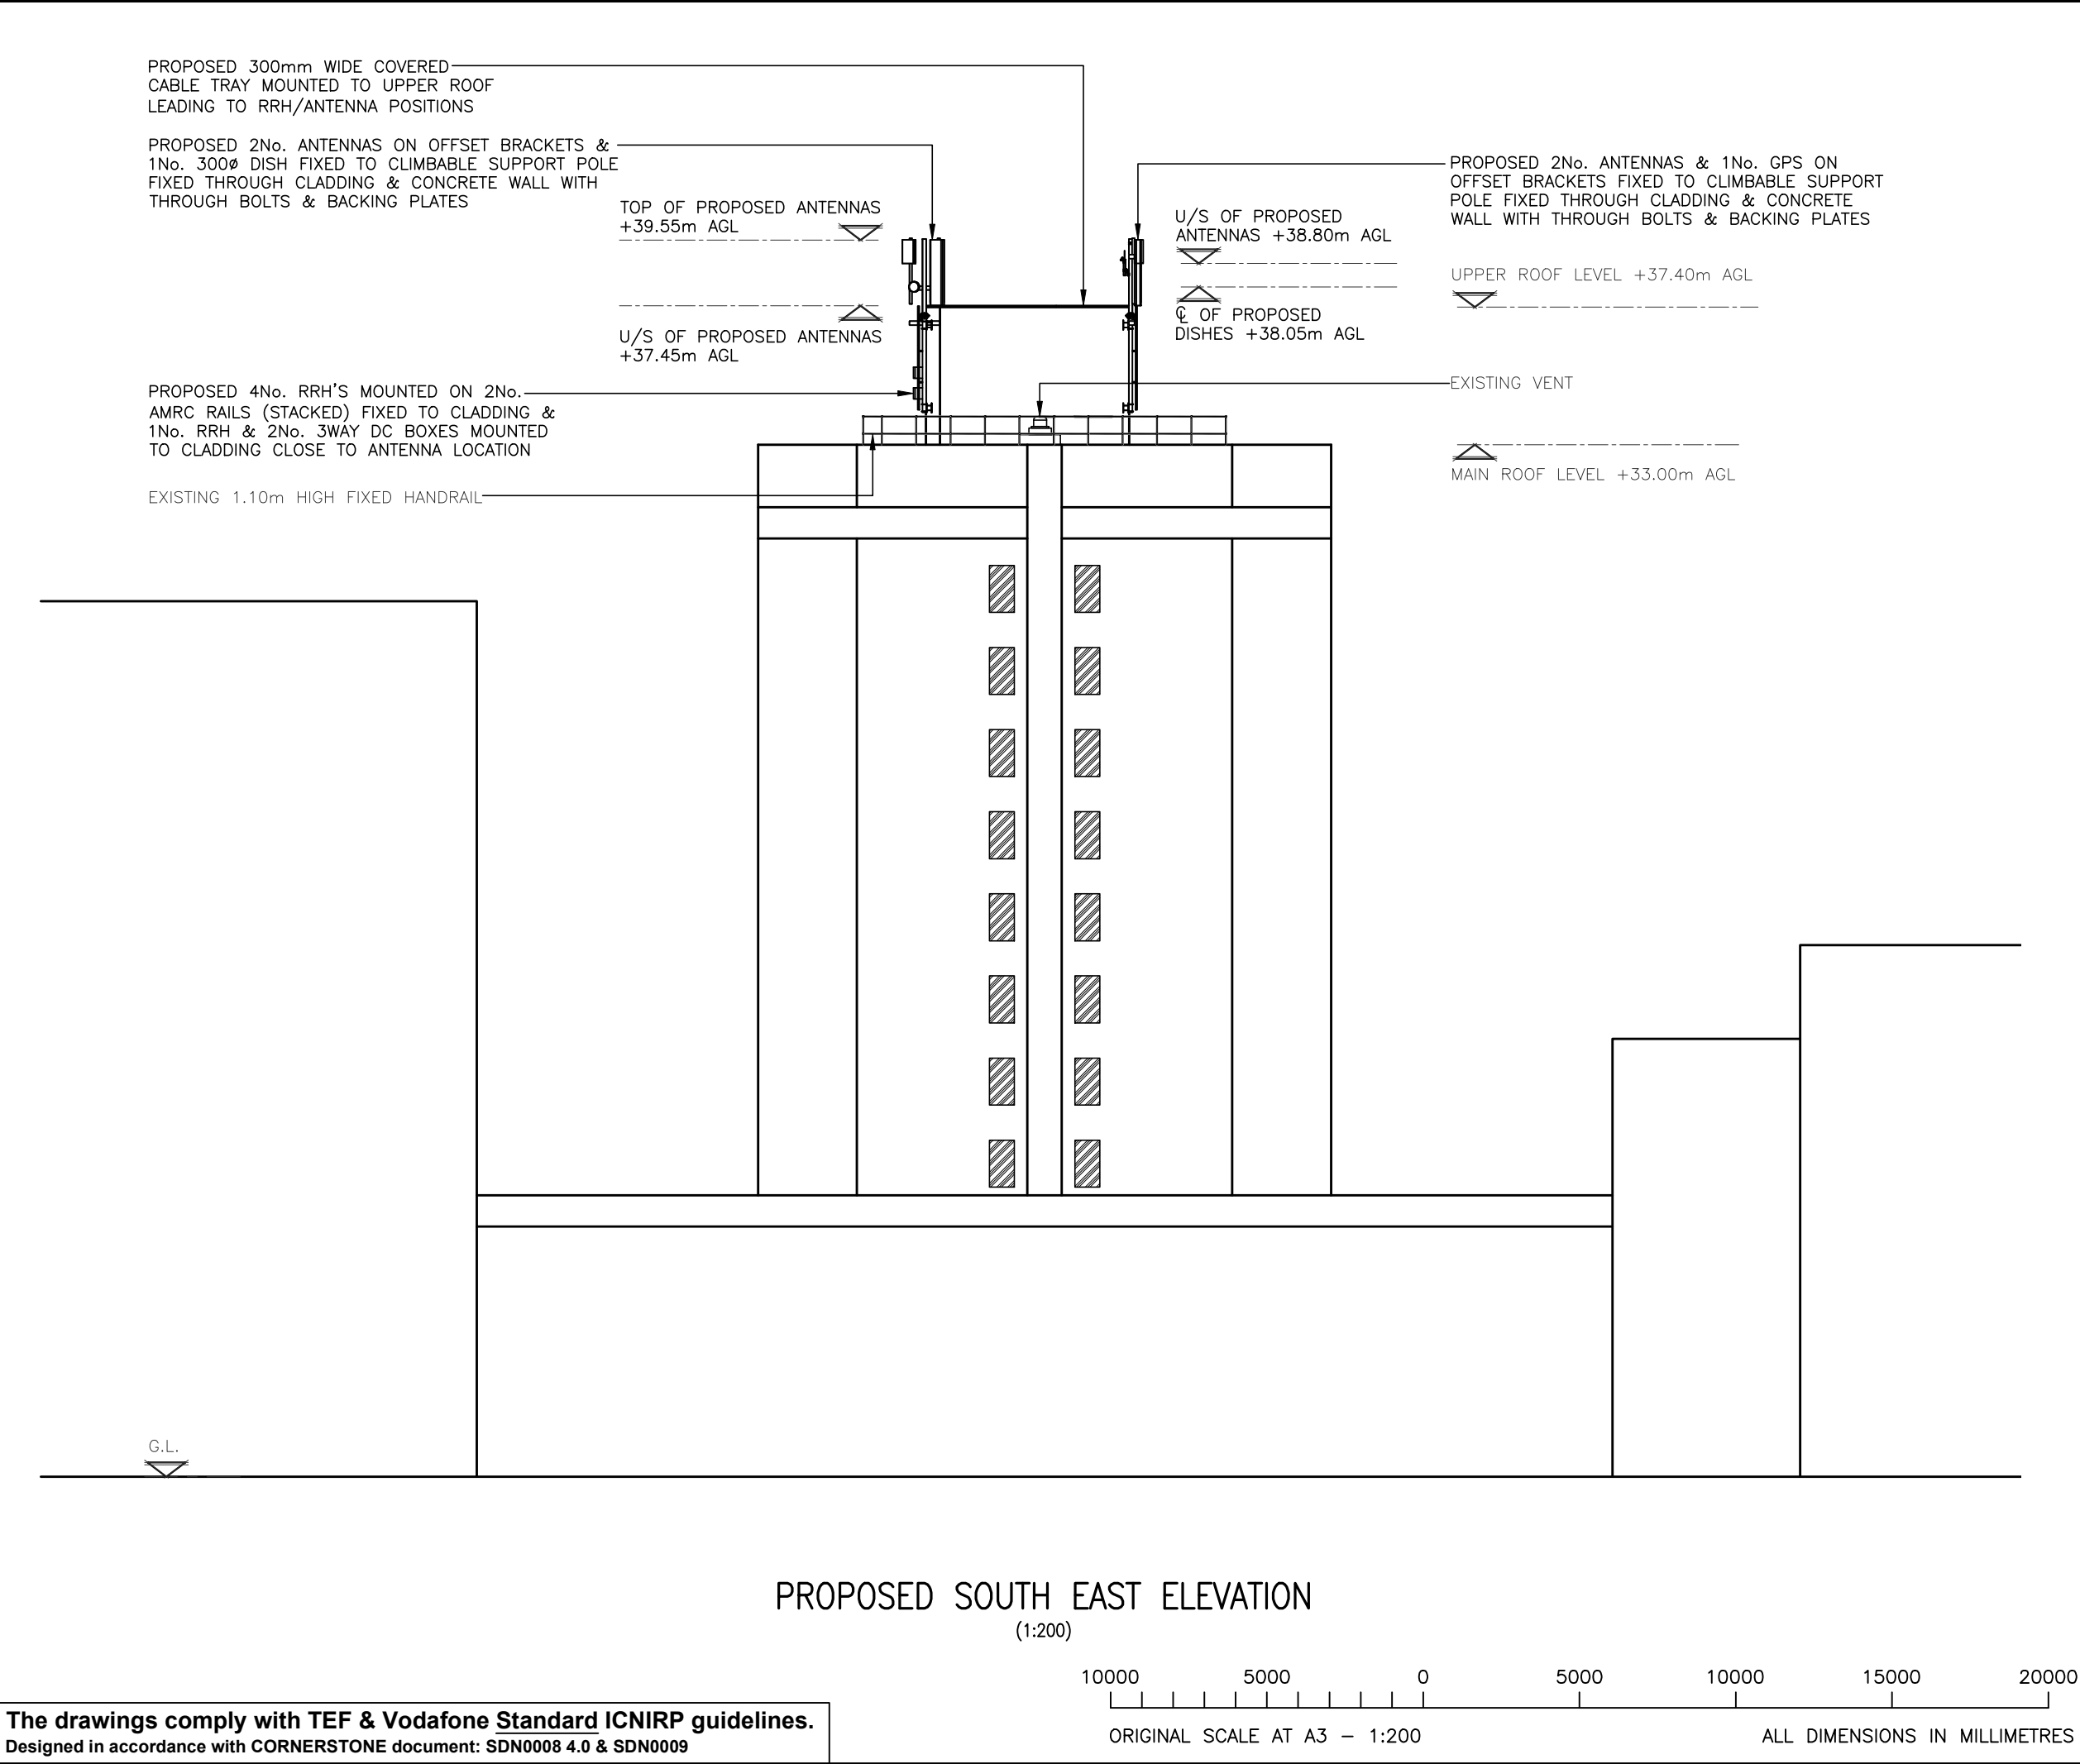 PROPOSED 300mm WIDE COVERED
CABLE TRAY MOUNTED TO UPPER ROOF
LEADING TO RRH/ANTENNA POSITIONS
PROPOSED 2No. ANTENNAS ON OFFSET BRACKETS &
1No. 300ø DISH FIXED TO CLIMBABLE SUPPORT POLE
FIXED THROUGH CLADDING & CONCRETE WALL WITH
THROUGH BOLTS & BACKING PLATES
TOP OF PROPOSED ANTENNAS
+39.55m AGL
U/S OF PROPOSED ANTENNAS
+37.45m AGL
U/S OF PROPOSED
ANTENNAS +38.80m AGL
℄ OF PROPOSED
DISHES +38.05m AGL
PROPOSED 2No. ANTENNAS & 1No. GPS ON
OFFSET BRACKETS FIXED TO CLIMBABLE SUPPORT
POLE FIXED THROUGH CLADDING & CONCRETE
WALL WITH THROUGH BOLTS & BACKING PLATES
UPPER ROOF LEVEL +37.40m AGL
EXISTING VENT
MAIN ROOF LEVEL +33.00m AGL
PROPOSED 4No. RRH'S MOUNTED ON 2No.
AMRC RAILS (STACKED) FIXED TO CLADDING &
1No. RRH & 2No. 3WAY DC BOXES MOUNTED
TO CLADDING CLOSE TO ANTENNA LOCATION
EXISTING 1.10m HIGH FIXED HANDRAIL
G.L.
PROPOSED SOUTH EAST ELEVATION
(1:200)
10000 5000 0 5000 10000 15000 20000
ORIGINAL SCALE AT A3 – 1:200
ALL DIMENSIONS IN MILLIMETRES
The drawings comply with TEF & Vodafone Standard ICNIRP guidelines.
Designed in accordance with CORNERSTONE document: SDN0008 4.0 & SDN0009